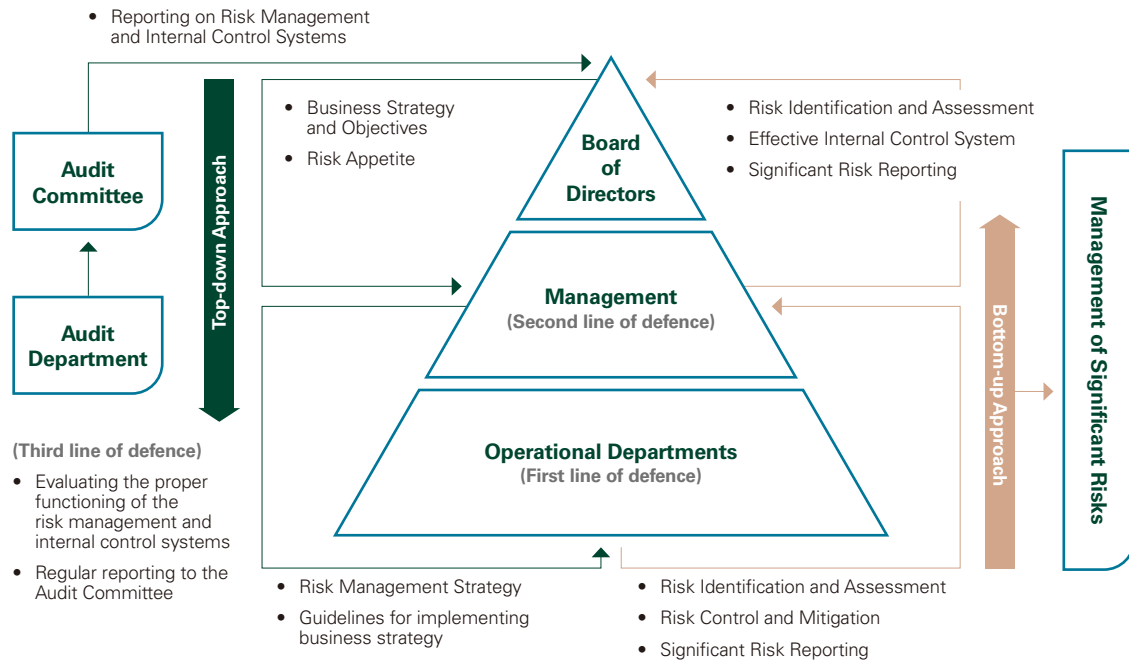 • Reporting on Risk Management
and Internal Control Systems
Audit
Committee
Audit
Department
(Third line of defence)
• Evaluating the proper
functioning of the
risk management and
internal control systems
• Regular reporting to the
Audit Committee
Top-down Approach
• Business Strategy
and Objectives
• Risk Appetite
Board
of
Directors
• Risk Identification and Assessment
• Effective Internal Control System
• Significant Risk Reporting
Management
(Second line of defence)
Operational Departments
(First line of defence)
• Risk Management Strategy
• Guidelines for implementing
business strategy
• Risk Identification and Assessment
• Risk Control and Mitigation
• Significant Risk Reporting
Bottom-up Approach
Management of Significant Risks